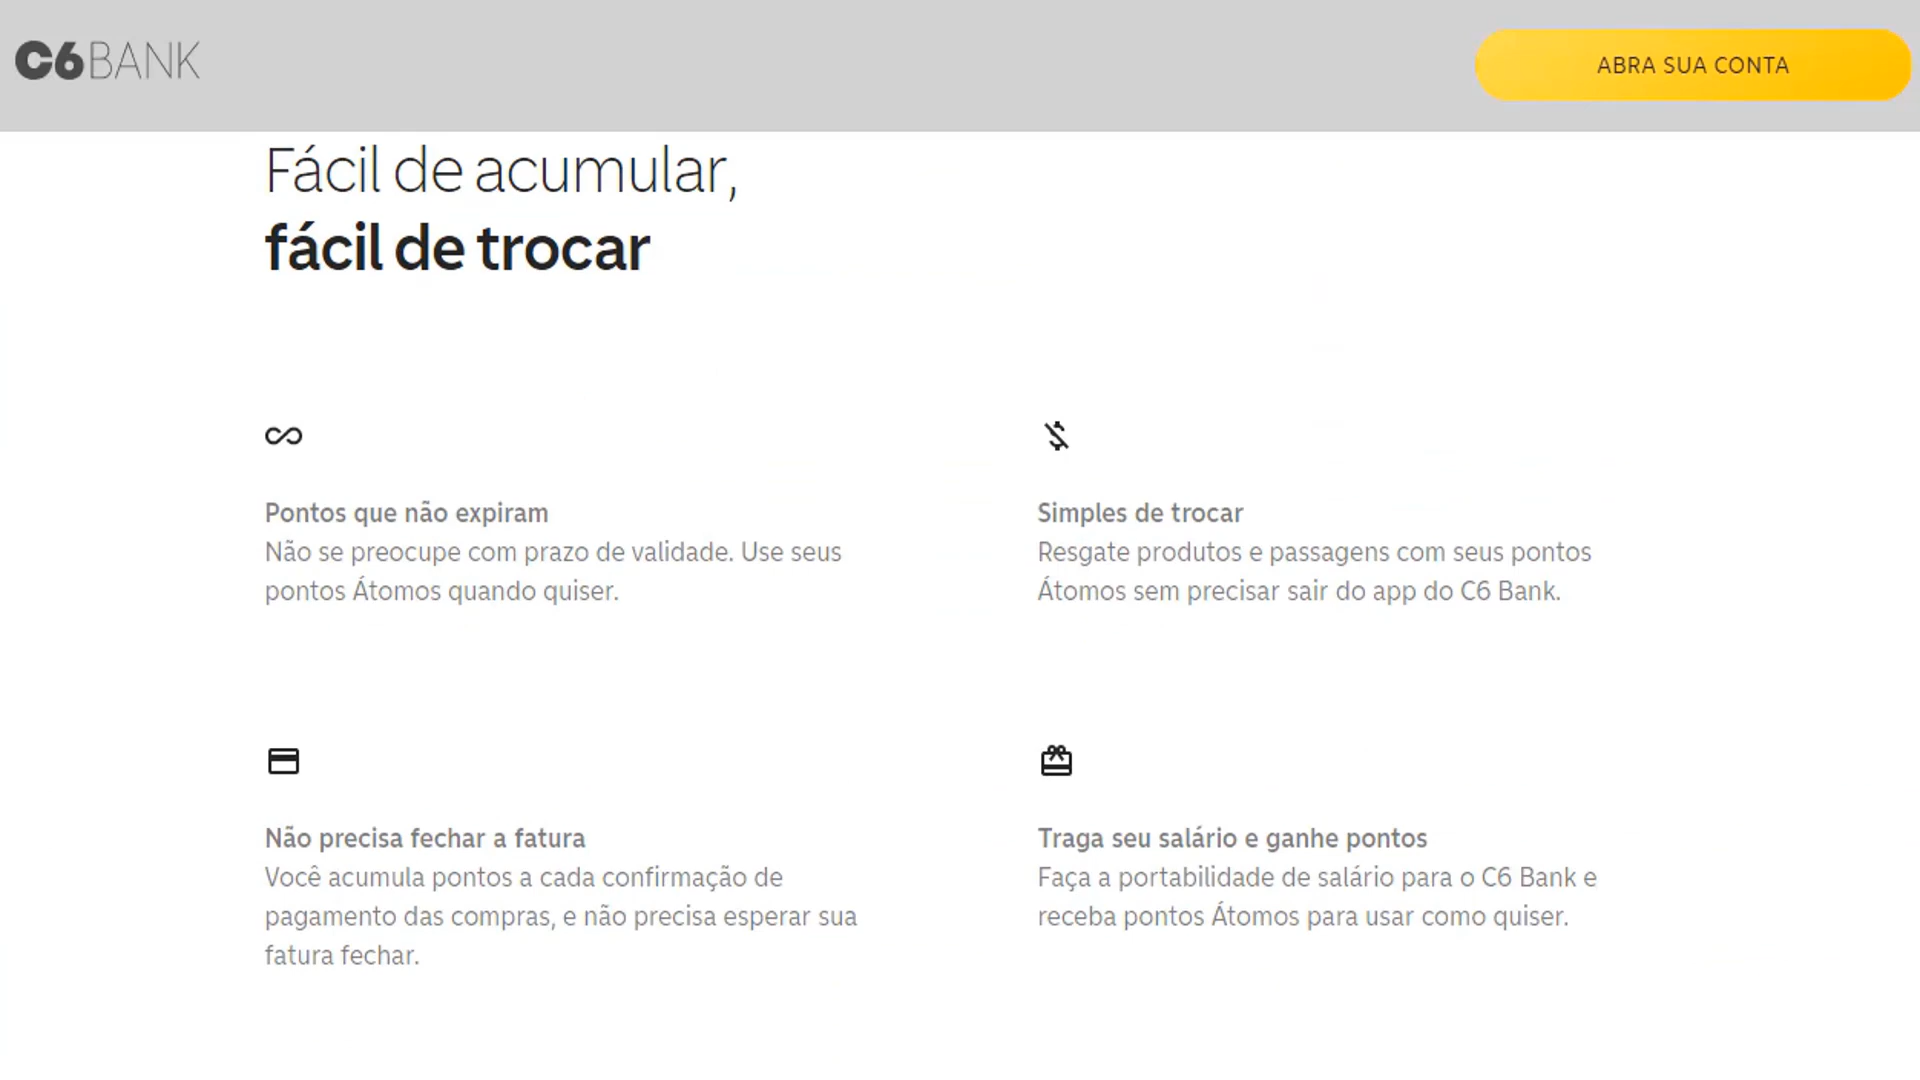 C6BANK
ABRA SUA CONTA
Fácil de acumular,
fácil de trocar
Pontos que não expiram
Não se preocupe com prazo de validade. Use seus
pontos Átomos quando quiser.
Simples de trocar
Resgate produtos e passagens com seus pontos
Átomos sem precisar sair do app do C6 Bank.
Não precisa fechar a fatura
Você acumula pontos a cada confirmação de
pagamento das compras, e não precisa esperar sua
fatura fechar.
Traga seu salário e ganhe pontos
Faça a portabilidade de salário para o C6 Bank e
receba pontos Átomos para usar como quiser.